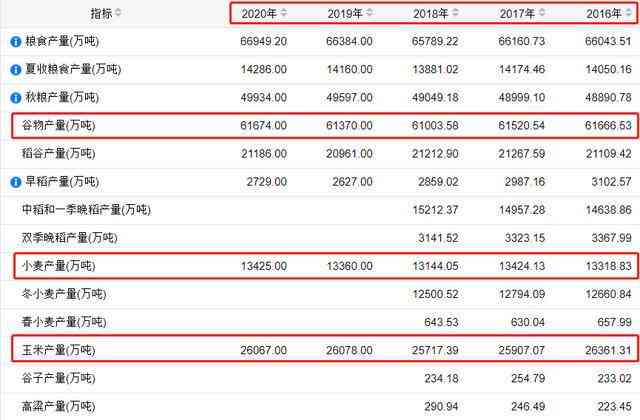 指标 2020年 2019年 2018年 2017年 2016年
粮食产量(万吨) 66949.20 66384.00 65789.22 66160.73 66043.51
夏收粮食产量(万吨) 14286.00 14160.00 13881.02 14174.46 14050.16
秋粮产量(万吨) 49934.00 49597.00 49049.18 48999.10 48890.78
谷物产量(万吨) 61674.00 61370.00 61003.58 61520.54 61666.53
稻谷产量(万吨) 21186.00 20961.00 21212.90 21267.59 21109.42
早稻产量(万吨) 2729.00 2627.00 2859.02 2987.16 3102.57
中稻和一季晚稻产量(万吨) 15212.37 14957.28 14638.86
双季晚稻产量(万吨) 3141.52 3323.15 3367.99
小麦产量(万吨) 13425.00 13360.00 13144.05 13424.13 13318.83
冬小麦产量(万吨) 12500.52 12794.09 12660.84
春小麦产量(万吨) 643.53 630.04 657.99
玉米产量(万吨) 26067.00 26078.00 25717.39 25907.07 26361.31
谷子产量(万吨) 234.18 254.79 233.02
高粱产量(万吨) 290.94 246.49 223.45